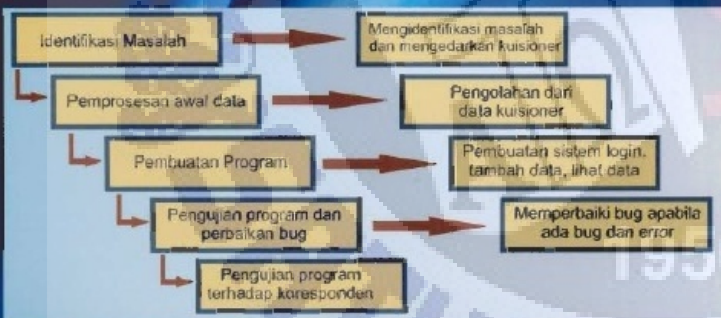 Identifikasi Masalah
Mengidentifikasi masalah
dan mengedarkan kuisioner
Pemprosesan awal data
Pengolahan dari
data kuisioner
Pembuatan Program
Pembuatan sistem login,
tambah data, lihat data
Pengujian program dan
perbaikan bug
Memperbaiki bug apabila
ada bug dan error
Pengujian program
terhadap koresponden
195